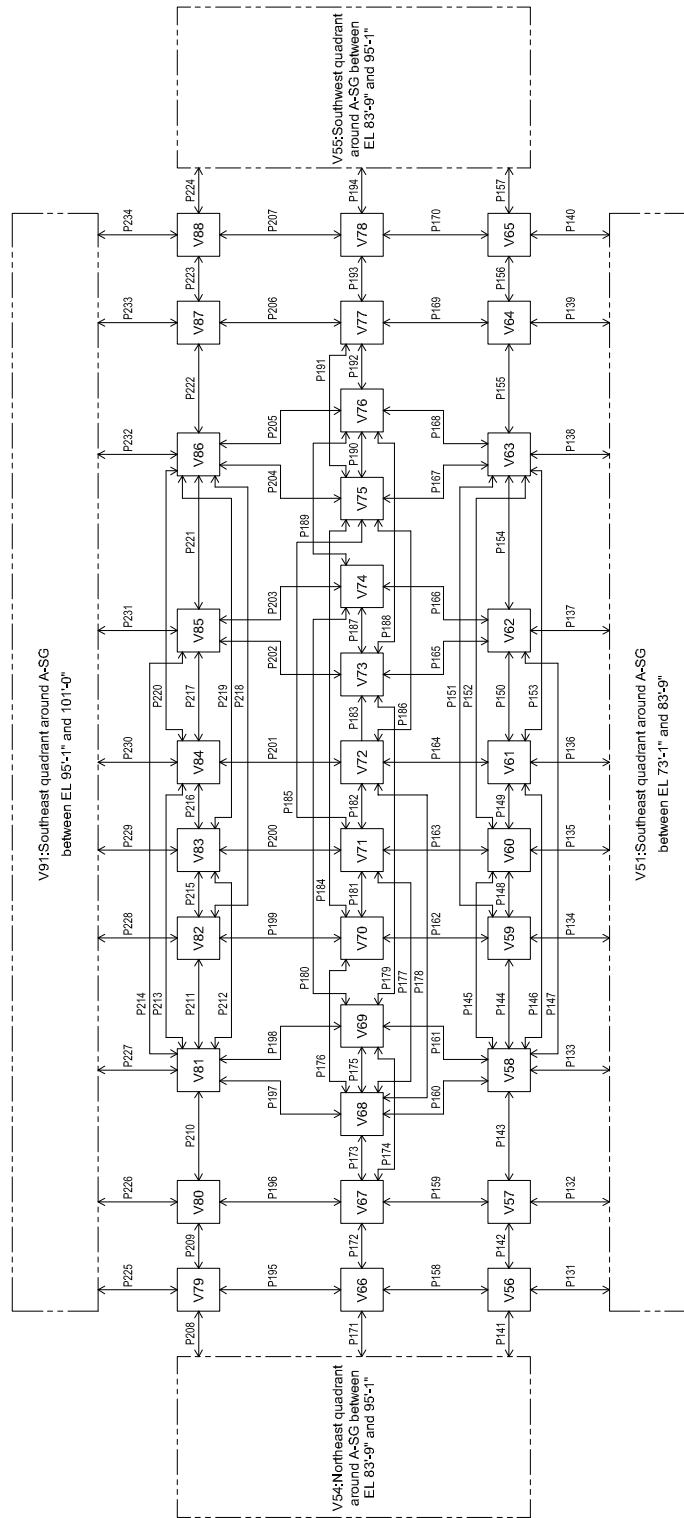 V91:Southeast quadrant around A-SG
between EL 95'-1" and 101'-0"
P225
P226
P227
P228
P229
P230
P231
P232
P233
P234
P208
V79
P209
V80
P210
V81
P211
V82
P215
V83
P216
V84
P217
V85
P221
V86
P222
V87
P223
V88
P224
P214
P213
P212
P220
P219
P218
P195
P196
P197
P198
P199
P200
P201
P202
P203
P204
P205
P206
P207
V54:Northeast quadrant
around A-SG between
EL 83'-9" and 95'-1"
P171
V66
P172
V67
P173
V68
P175
V69
V70
P181
V71
P182
V72
P183
V73
P187
V74
V75
P190
V76
P192
V77
P193
V78
P194
V55:Southwest quadrant
around A-SG between
EL 83'-9" and 95'-1"
P174
P176
P180
P184
P185
P189
P191
P179
P177
P178
P186
P188
P158
P159
P160
P161
P162
P163
P164
P165
P166
P167
P168
P169
P170
P141
V56
P142
V57
P143
V58
P144
V59
P148
V60
P149
V61
P150
V62
P154
V63
P155
V64
P156
V65
P157
P145
P146
P147
P151
P152
P153
P131
P132
P133
P134
P135
P136
P137
P138
P139
P140
V51:Southeast quadrant around A-SG
between EL 73'-1" and 83'-9"